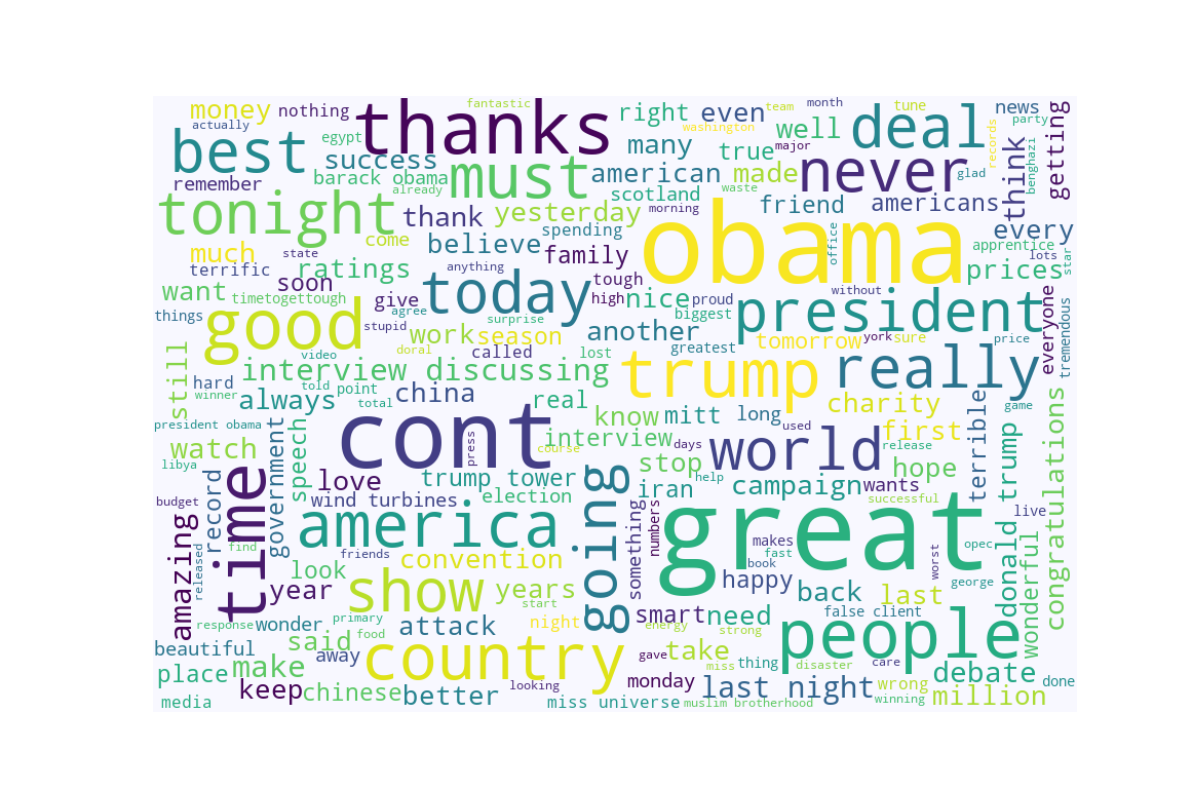 money
nothing
thanks
fantastic
right
even
team
month
deal
tune
news
party
getting
actually
best
egypt
success
many
washington
well
true
major
never
records
think
benghazi
remember
barack obama
already
must
american
made
glad
scotland
waste
tonight
thank
yesterday
morning
friend
americans
every
spending
obama
office
much
come
believe
family
apprentice
lots
terrific
state
ratings
anything
tough
prices
star
want
soon
today
high
nice
proud
without
president
everyone
tremendous
timetogettough
give
agree
biggest
things
good
stupid
surprise
work
season
another
tomorrow
york
sure
price
still
video
doral
called
lost
greatest
really
interview discussing
trump
hard
told
point
china
winner
always
total
real
know
mitt
long
charity
terrible
game
president obama
government
speech
cont
press
interview
days
used
first
congratulations
watch
course
world
release
libya
record
love
trump tower
stop
help
hope
donald trump
time
wind turbines
election
going
iran
campaign
wants
budget
successful
america
something
numbers
great
live
amazing
released
find
friends
convention
makes
fast
worst
opec
look
book
year
show
years
happy
back
last
george
wonderful
start
response
wonder
primary
attack
night
smart
need
false client
beautiful
said
food
energy
strong
people
away
country
gave
take
thing
disaster
care
debate
place
make
miss
keep
chinese
better
looking
monday
last night
wrong
done
media
miss universe
muslim brotherhood
winning
million